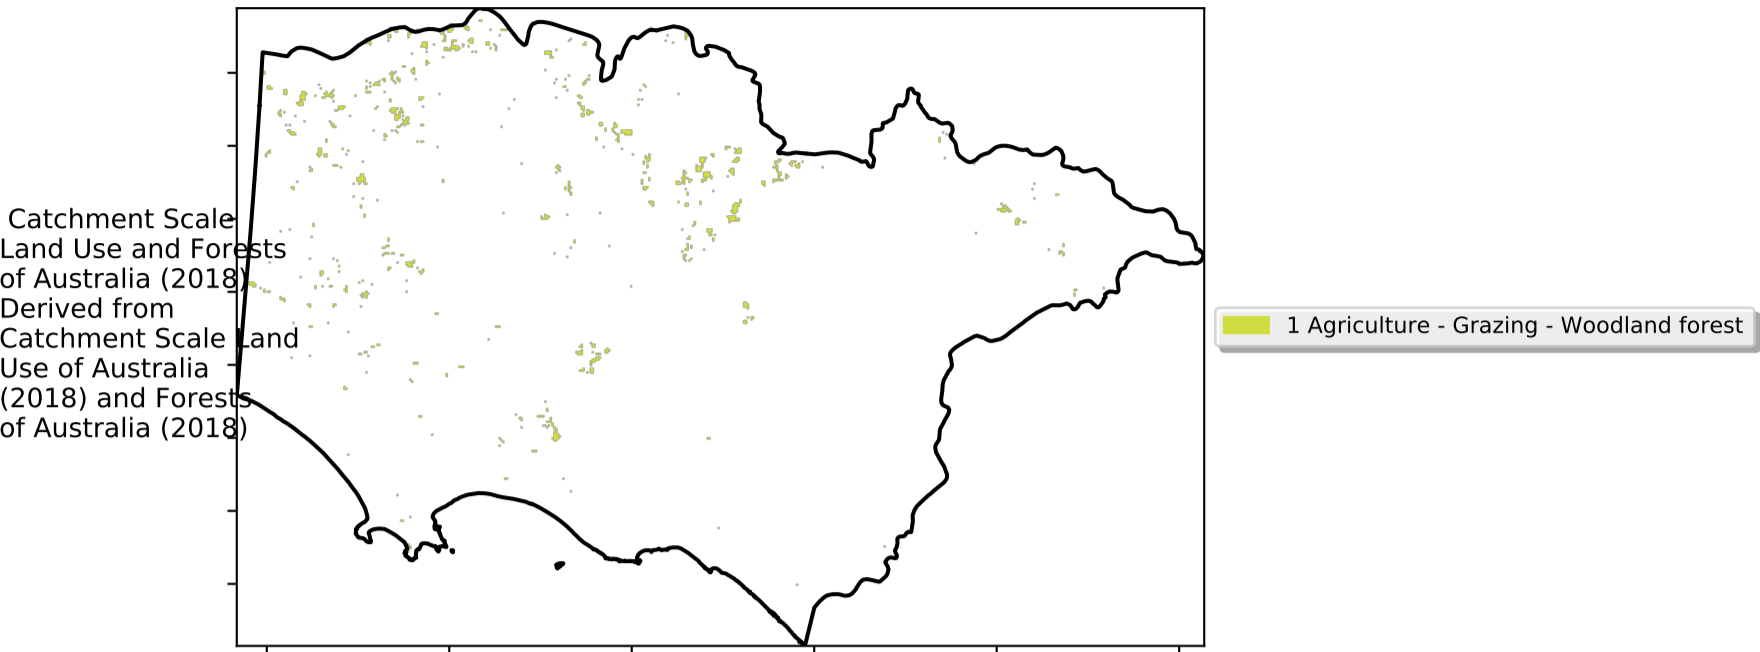 Catchment Scale
Land Use and Forests
of Australia (2018)
Derived from
Catchment Scale Land
Use of Australia
(2018) and Forests
of Australia (2018)
1 Agriculture - Grazing - Woodland forest